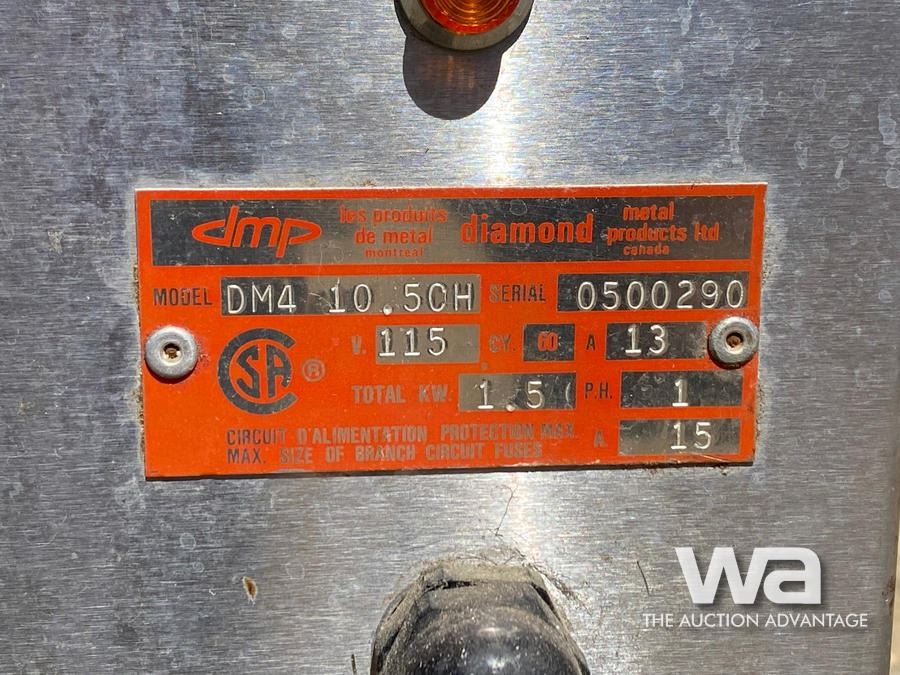 dmp les produits de metal montreal diamond metal products ltd canada
MODEL DM4 10.5CH SERIAL 0500290
V. 115 CY. 60 A 13
CSA ® TOTAL KW. 1.5 P.H. 1
CIRCUIT D'ALIMENTATION PROTECTION MAX. A. 15
MAX. SIZE OF BRANCH CIRCUIT FUSES
wa
THE AUCTION ADVANTAGE